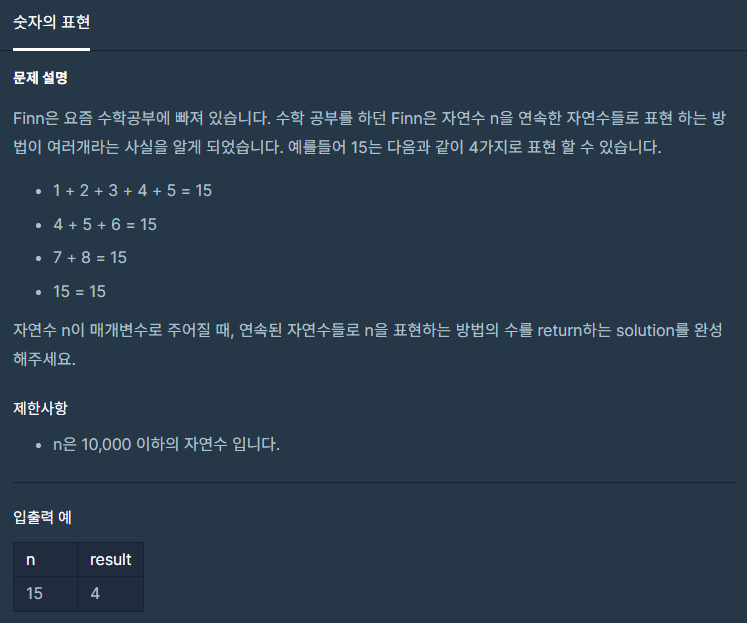 숫자의 표현
문제 설명
Finn은 요즘 수학공부에 빠져 있습니다. 수학 공부를 하던 Finn은 자연수 n을 연속한 자연수들로 표현 하는 방
법이 여러개라는 사실을 알게 되었습니다. 예를들어 15는 다음과 같이 4가지로 표현 할 수 있습니다.
• 1 + 2 + 3 + 4 + 5 = 15
• 4 + 5 + 6 = 15
• 7 + 8 = 15
• 15 = 15
자연수 n이 매개변수로 주어질 때, 연속된 자연수들로 n을 표현하는 방법의 수를 return하는 solution를 완성
해주세요.
제한사항
• n은 10,000 이하의 자연수 입니다.
입출력 예
n result
15 4